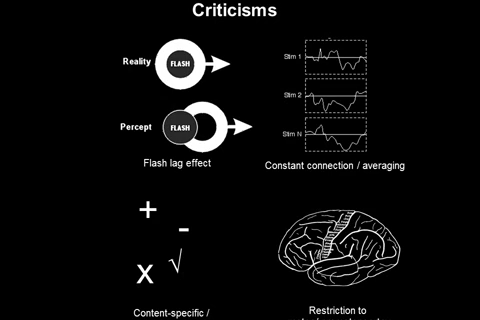 Criticisms
Reality
FLASH
Percept
FLASH
Flash lag effect
Stim 1
Stim 2
Stim N
Constant connection / averaging
+
-
x
√
Content-specific /
Restriction to